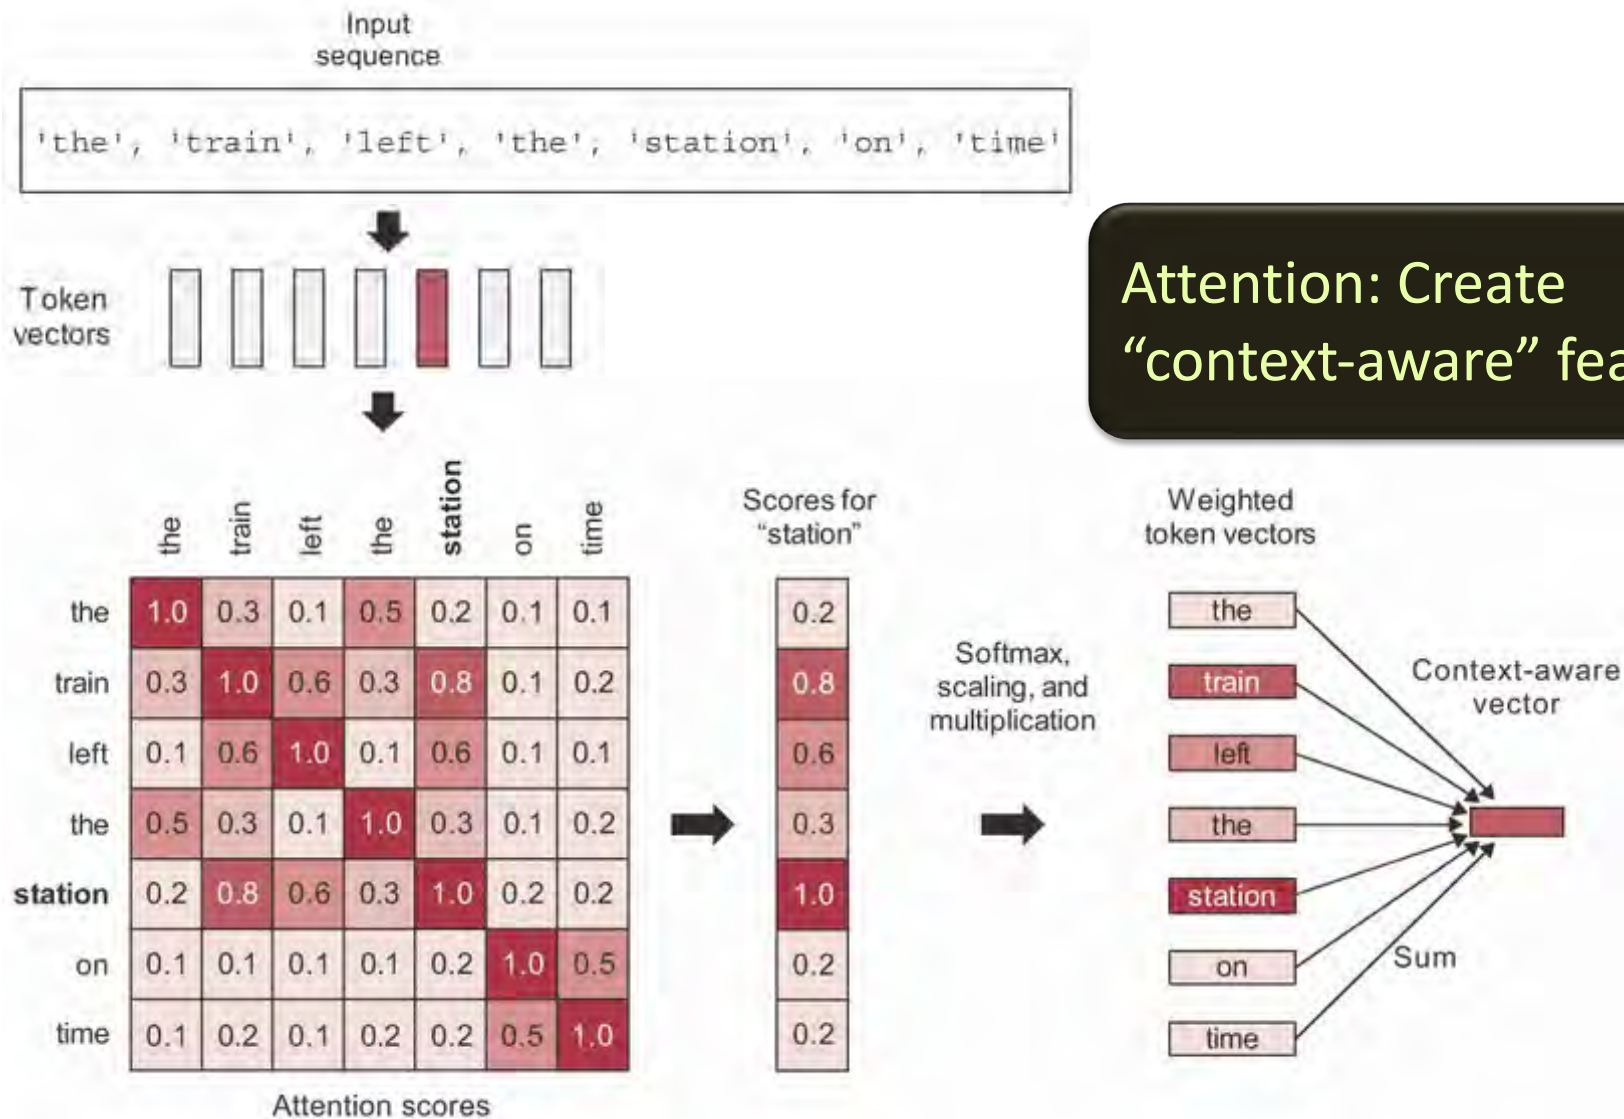 Input
sequence
'the', 'train', 'left', 'the', 'station', 'on', 'time'
Token
vectors
Attention: Create
“context-aware” fea
the train left the station on time
the 1.0 0.3 0.1 0.5 0.2 0.1 0.1
train 0.3 1.0 0.6 0.3 0.8 0.1 0.2
left 0.1 0.6 1.0 0.1 0.6 0.1 0.1
the 0.5 0.3 0.1 1.0 0.3 0.1 0.2
station 0.2 0.8 0.6 0.3 1.0 0.2 0.2
on 0.1 0.1 0.1 0.1 0.2 1.0 0.5
time 0.1 0.2 0.1 0.2 0.2 0.5 1.0
Attention scores
Scores for
“station”
0.2
0.8
0.6
0.3
1.0
0.2
0.2
Softmax,
scaling, and
multiplication
Weighted
token vectors
the
train
left
the
station
on
time
Sum
Context-aware
vector